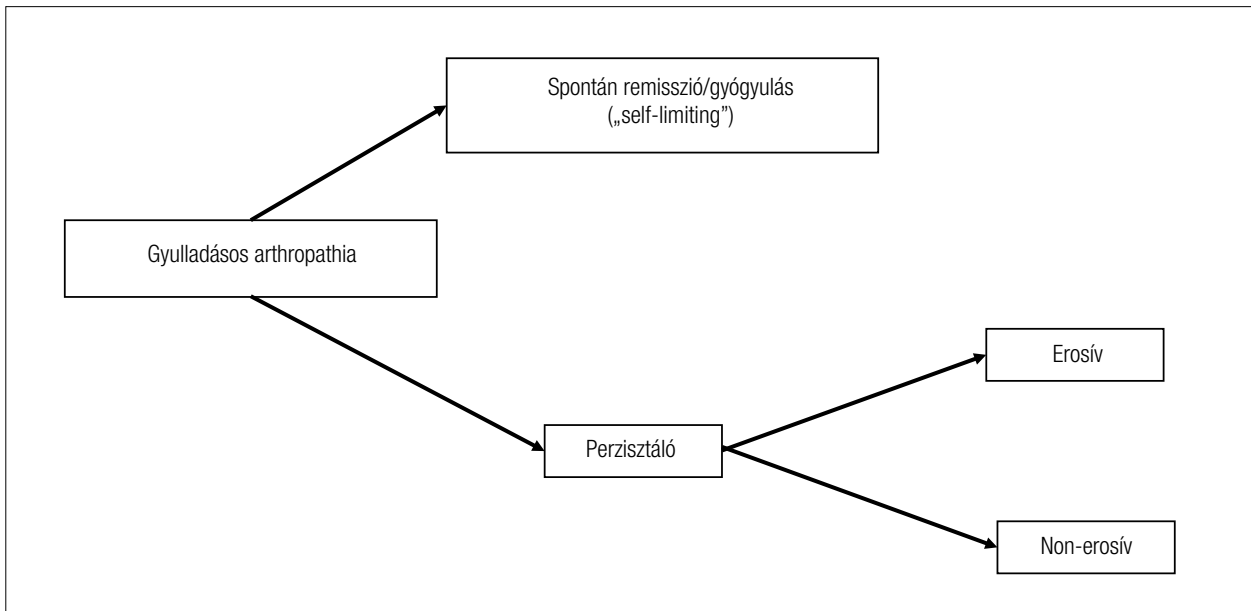 Spontán remisszió/gyógyulás
(„self-limiting”)
Gyulladásos arthropathia
Erosív
Perzisztáló
Non-erosív